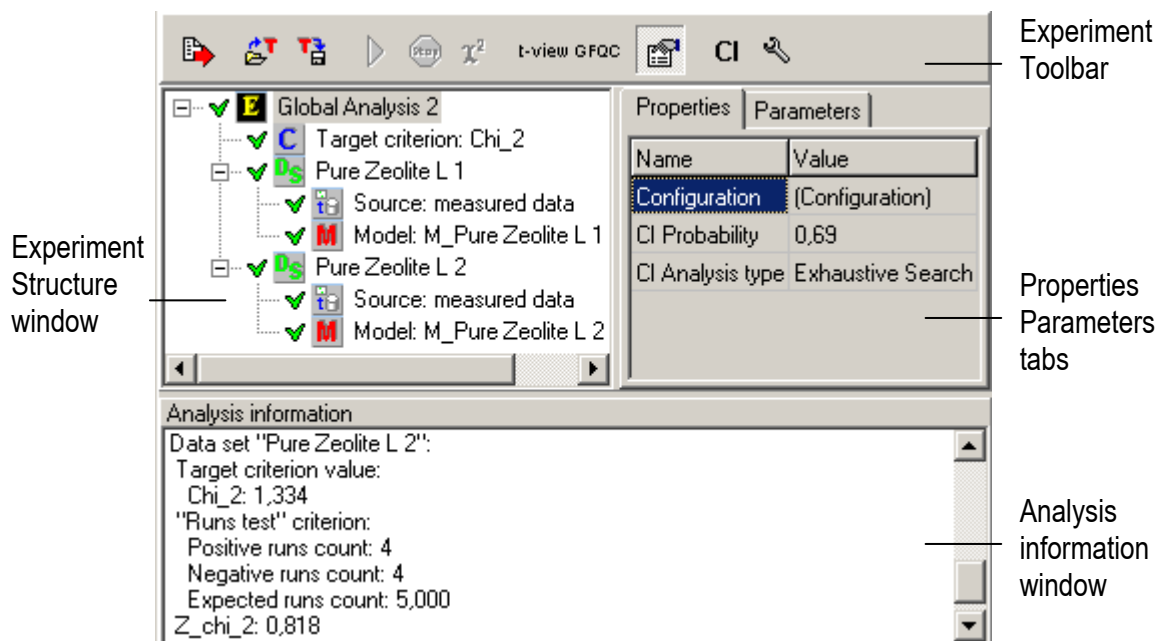 Stop
χ²
t-view GFQC
CI
Experiment
Toolbar
E Global Analysis 2
C Target criterion: Chi_2
Ds Pure Zeolite L 1
Source: measured data
M Model: M_Pure Zeolite L 1
Ds Pure Zeolite L 2
Source: measured data
M Model: M_Pure Zeolite L 2
Experiment
Structure
window
Properties Parameters
Name Value
Configuration (Configuration)
CI Probability 0,69
CI Analysis type Exhaustive Search
Properties
Parameters
tabs
Analysis information
Data set "Pure Zeolite L 2":
Target criterion value:
Chi_2: 1,334
"Runs test" criterion:
Positive runs count: 4
Negative runs count: 4
Expected runs count: 5,000
Z_chi_2: 0,818
Analysis
information
window